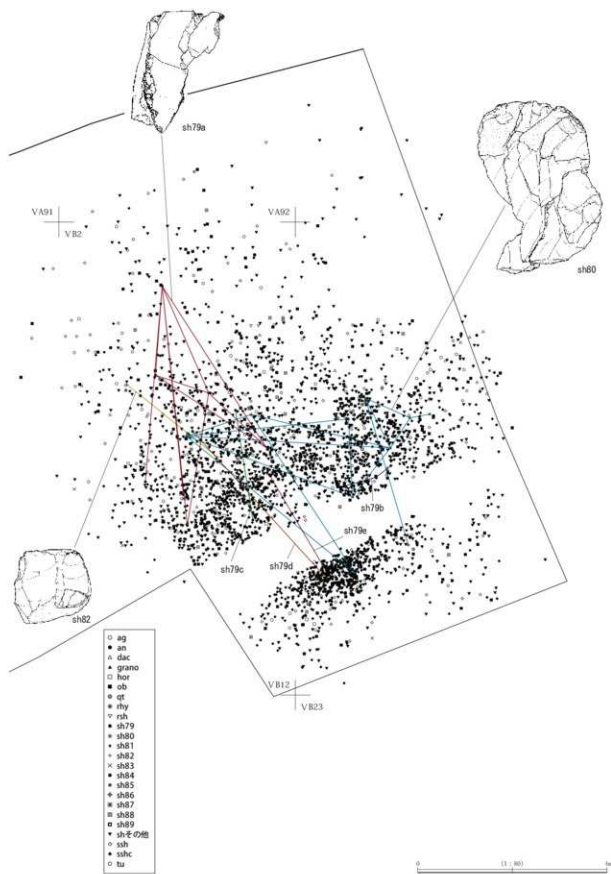 sh79a
VA91
VB2
VA92
sh80
sh79b
sh79e
sh79c
sh79d
sh82
VB12
VB23
ag
an
dac
grano
hor
ob
qt
rhy
rsh
sh79
sh80
sh81
sh82
sh83
sh84
sh85
sh86
sh87
sh88
sh89
shその他
ssh
sshc
tu
0